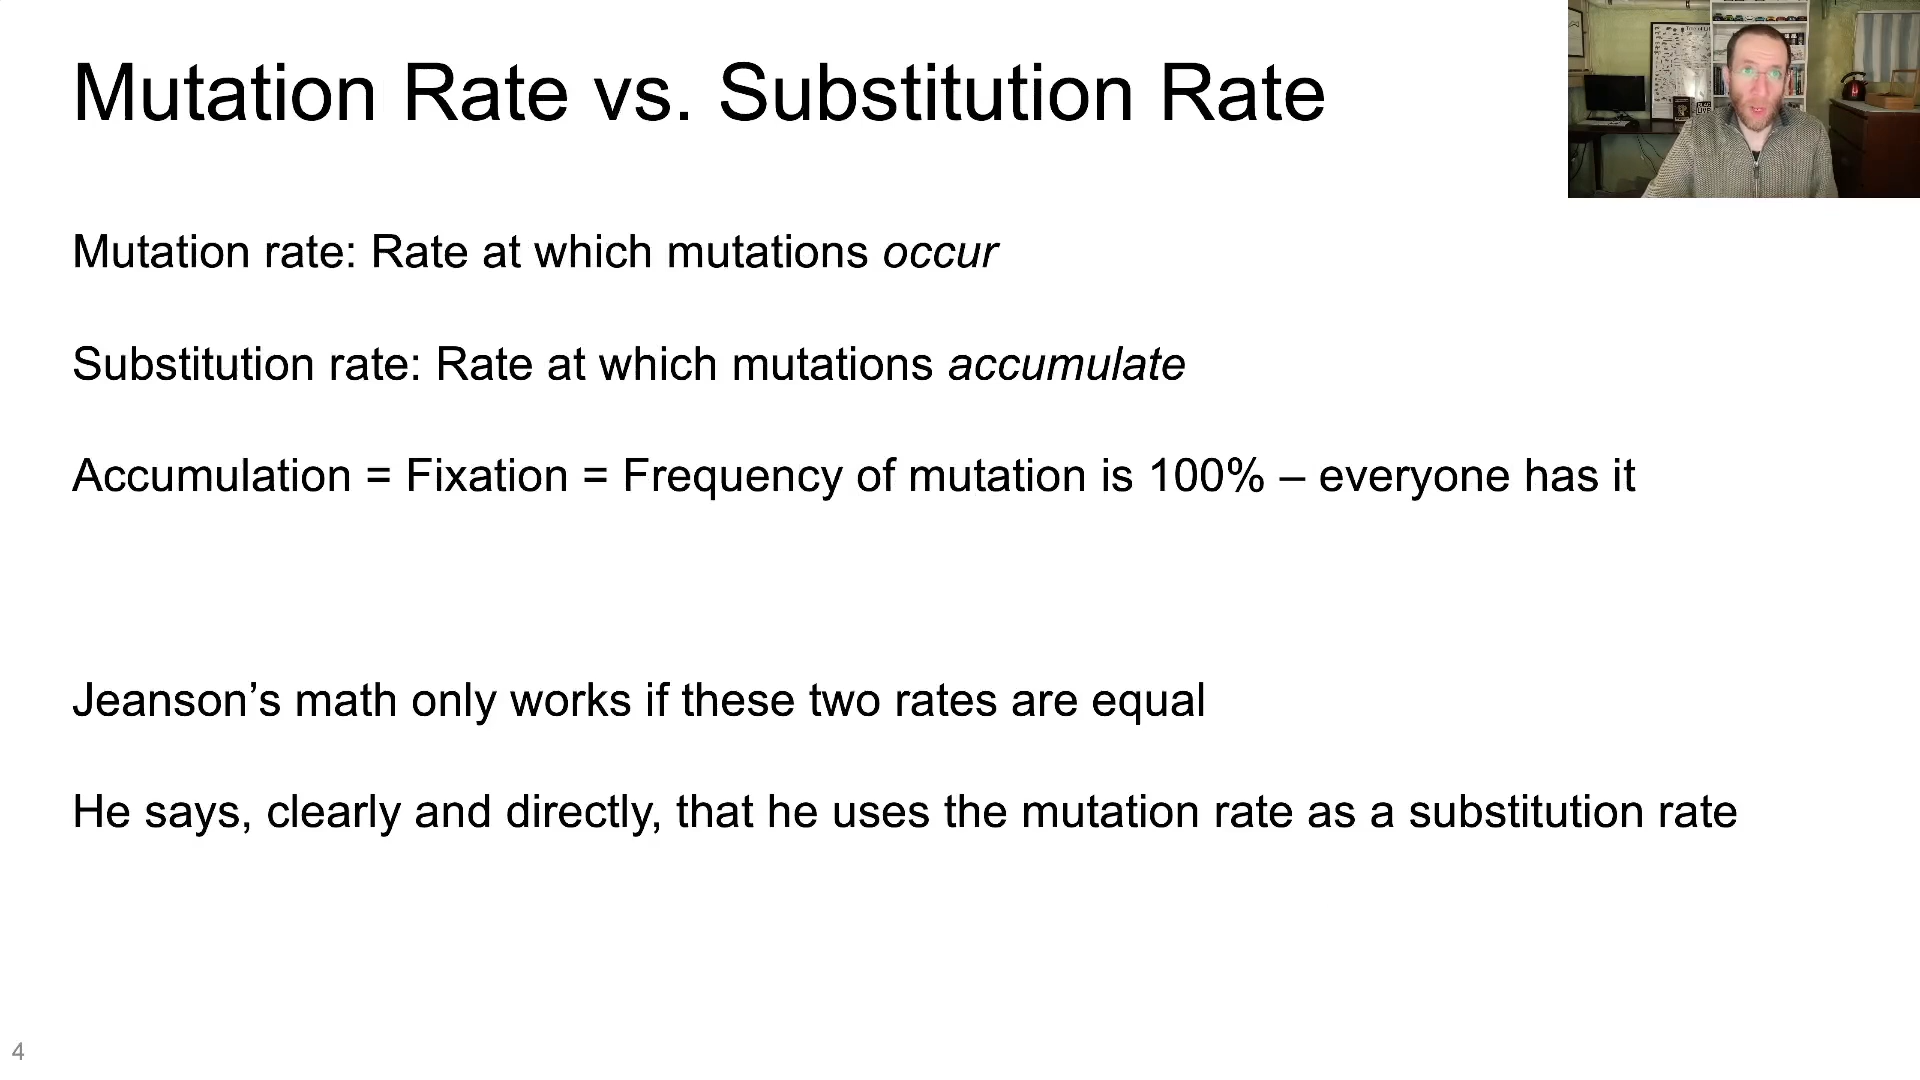 Mutation Rate vs. Substitution Rate
Mutation rate: Rate at which mutations occur
Substitution rate: Rate at which mutations accumulate
Accumulation = Fixation = Frequency of mutation is 100% – everyone has it
Jeanson’s math only works if these two rates are equal
He says, clearly and directly, that he uses the mutation rate as a substitution rate
4